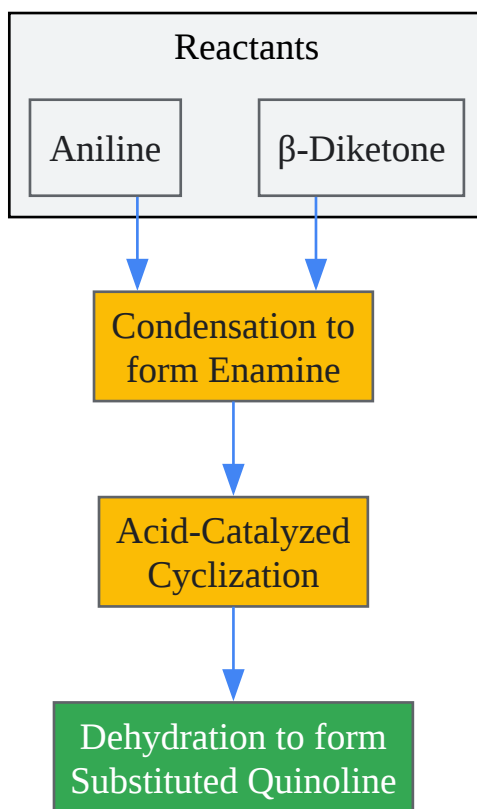 Reactants
Aniline
β-Diketone
Condensation to
form Enamine
Acid-Catalyzed
Cyclization
Dehydration to form
Substituted Quinoline